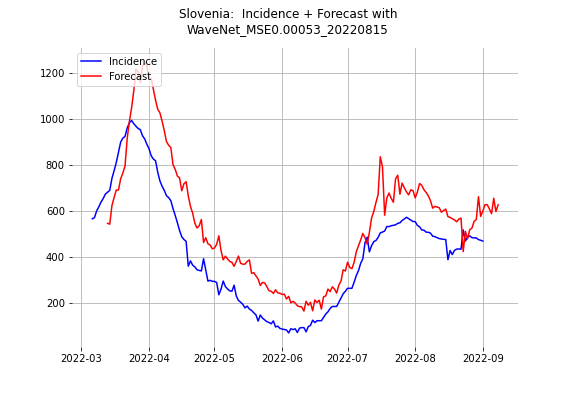 Slovenia: Incidence + Forecast with
WaveNet_MSE0.00053_20220815
Incidence
Forecast
1200
1000
800
600
400
200
2022-03 2022-04 2022-05 2022-06 2022-07 2022-08 2022-09